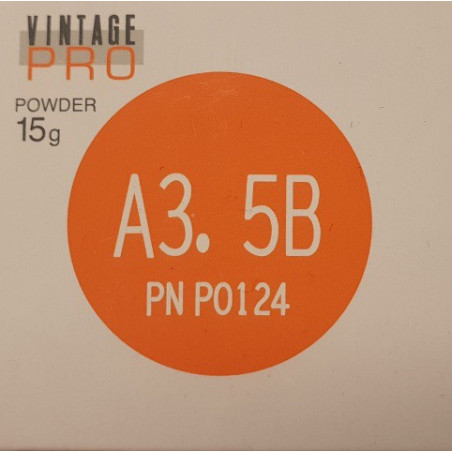 VINTAGE
PRO
POWDER
15g
A3. 5B
PN P0124